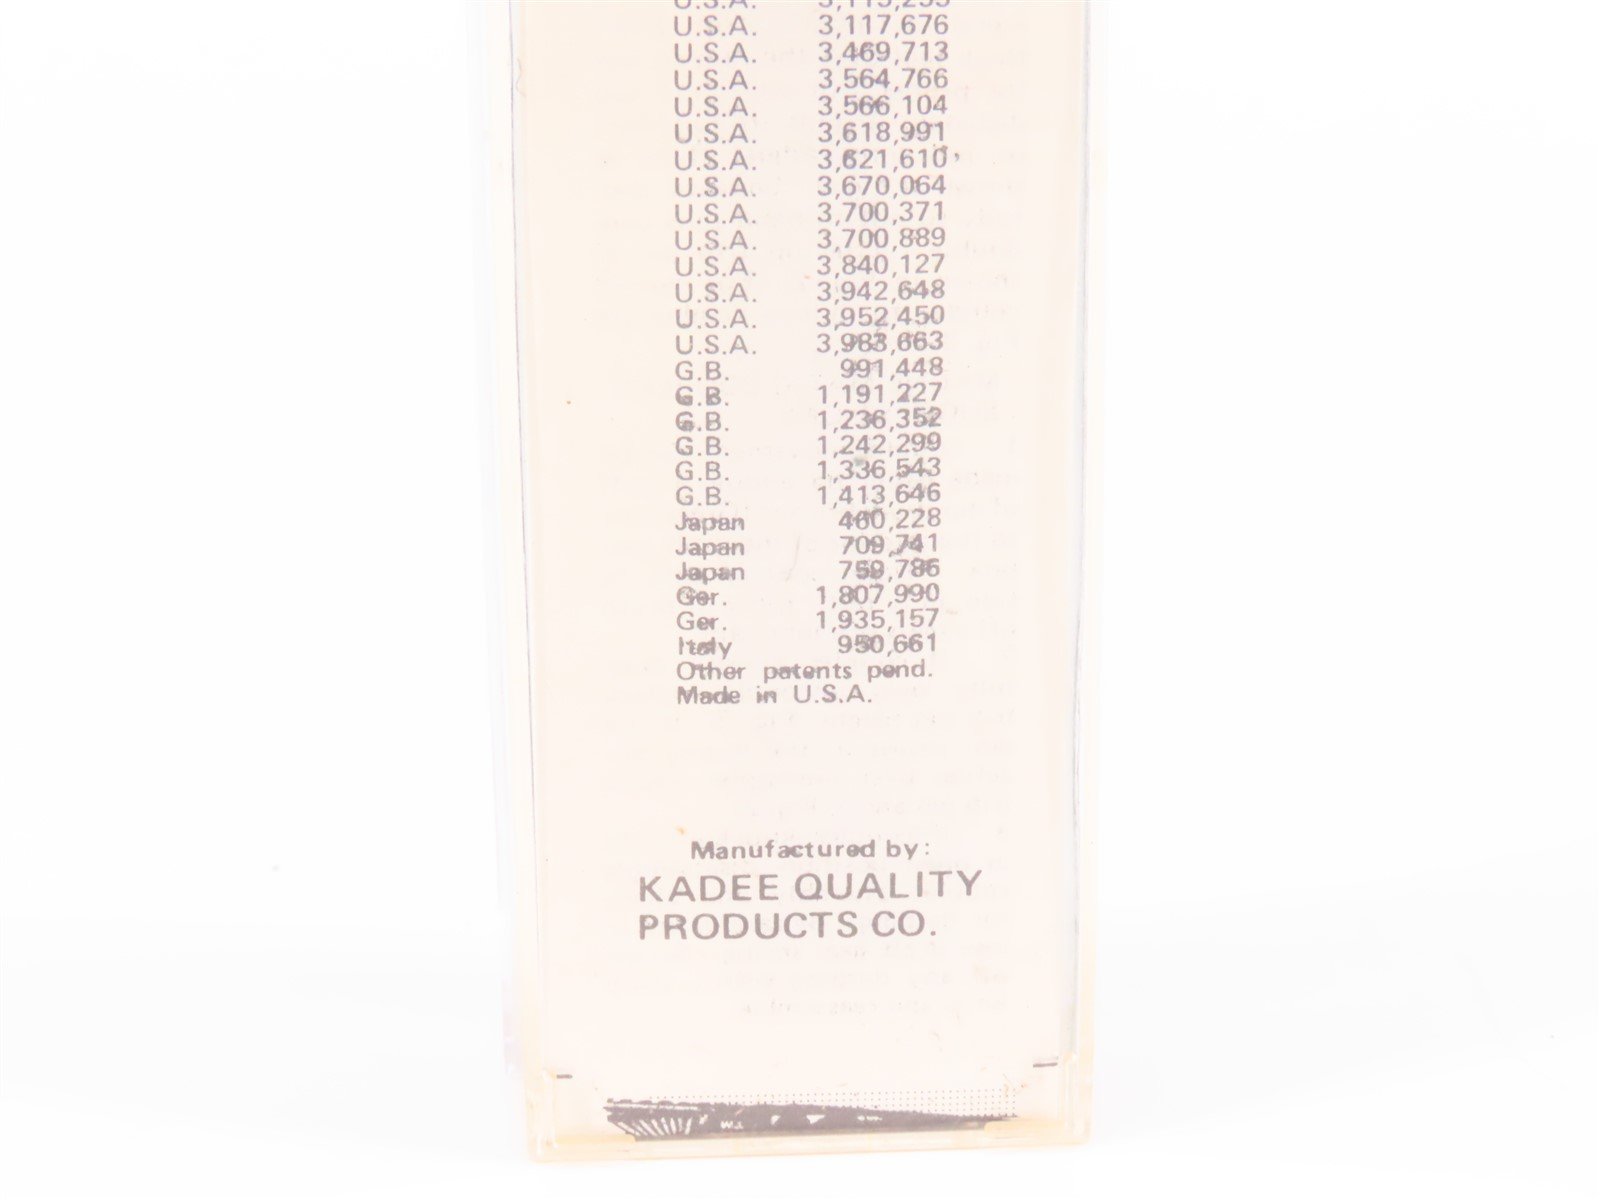 U.S.A. 3,117,676
U.S.A. 3,469,713
U.S.A. 3,564,766
U.S.A. 3,566,104
U.S.A. 3,618,991
U.S.A. 3,621,610
U.S.A. 3,670,064
U.S.A. 3,700,371
U.S.A. 3,700,889
U.S.A. 3,840,127
U.S.A. 3,942,648
U.S.A. 3,952,450
U.S.A. 3,983,663
G.B. 991,448
G.B. 1,191,227
G.B. 1,236,352
G.B. 1,242,299
G.B. 1,336,543
G.B. 1,413,646
Japan 460,228
Japan 709,741
Japan 759,786
Ger. 1,807,990
Ger. 1,935,157
Italy 950,661
Other patents pend.
Made in U.S.A.
Manufactured by:
KADEE QUALITY
PRODUCTS CO.